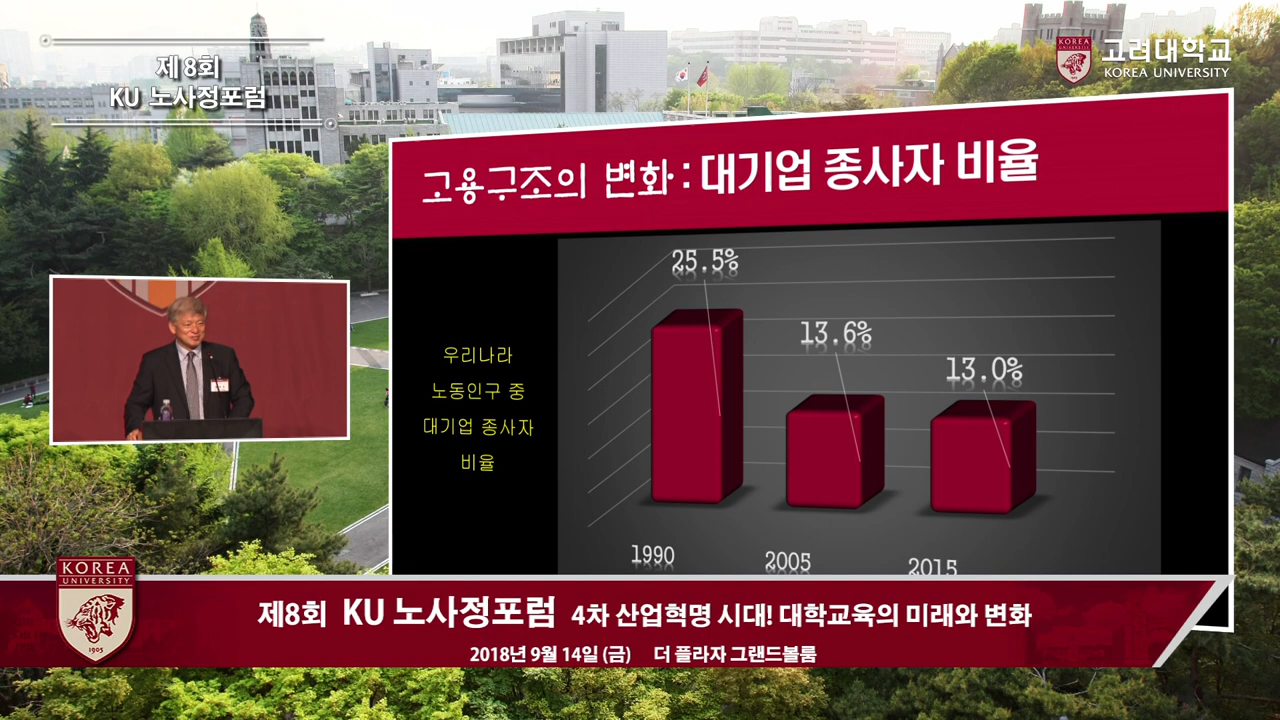 제8회
KU 노사정포럼
KOREA
UNIVERSITY
고려대학교
KOREA UNIVERSITY
고용구조의 변화 : 대기업 종사자 비율
우리나라
노동인구 중
대기업 종사자
비율
25.5%
13.6%
13.0%
1990
2005
2015
KOREA
UNIVERSITY
1905
제8회 KU 노사정포럼 4차 산업혁명 시대! 대학교육의 미래와 변화
2018년 9월 14일 (금) 더 플라자 그랜드볼룸